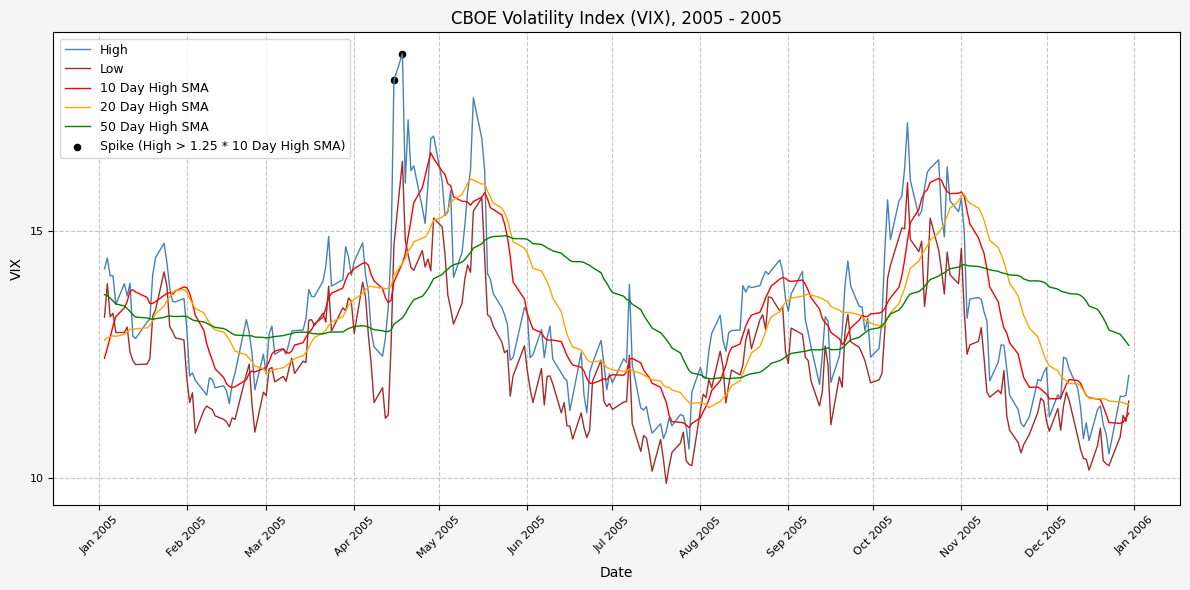 CBOE Volatility Index (VIX), 2005 - 2005
High
Low
10 Day High SMA
20 Day High SMA
50 Day High SMA
Spike (High > 1.25 * 10 Day High SMA)
VIX
15
10
Jan 2005
Feb 2005
Mar 2005
Apr 2005
May 2005
Jun 2005
Jul 2005
Aug 2005
Sep 2005
Oct 2005
Nov 2005
Dec 2005
Jan 2006
Date